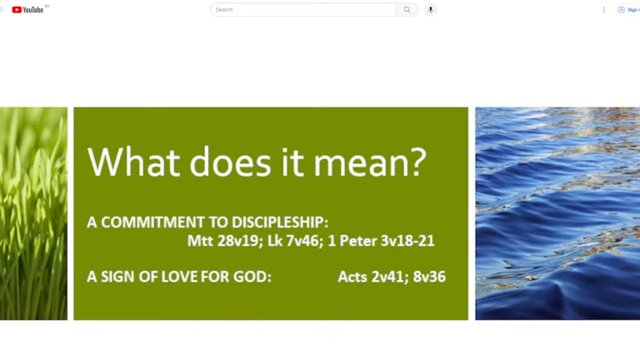 YouTube
Search
Sign i
What does it mean?
A COMMITMENT TO DISCIPLESHIP:
Mtt 28v19; Lk 7v46; 1 Peter 3v18-21
A SIGN OF LOVE FOR GOD: Acts 2v41; 8v36